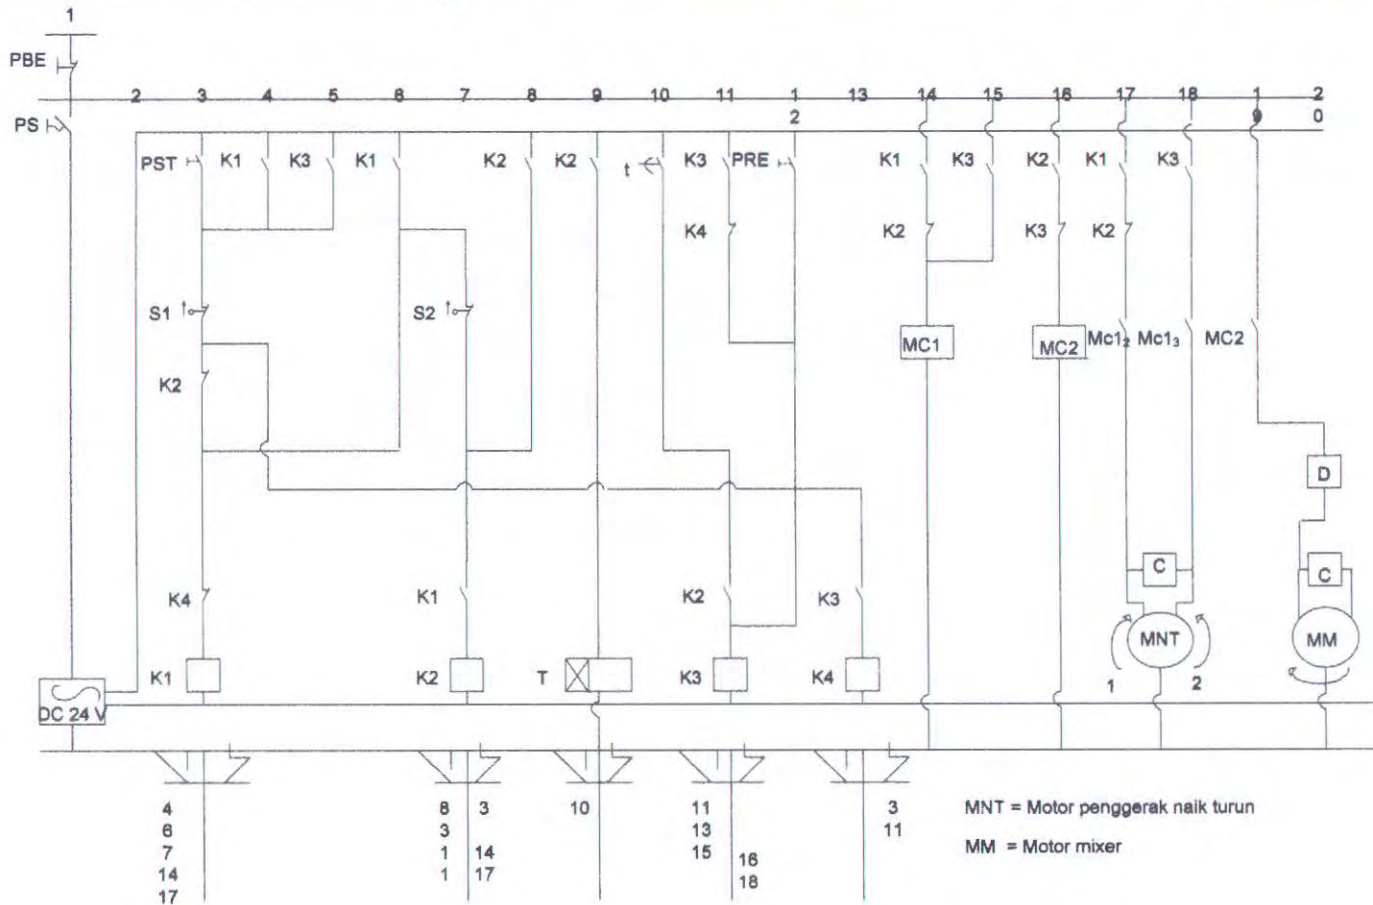 1
PBE
2 3 4 5 6 7 8 9 10 11 1 13 14 15 16 17 18 1 2
2 9 0
PS
PST K1 K3 K1 K2 K2 t K3 PRE K1 K3 K2 K1 K3
K4 K2 K3 K2
S1 S2
MC1 MC2 Mc1₂ Mc1₃ MC2
K2
D
C C
K4 K1 K2 K3
MNT MM
K1 K2 T K3 K4
1 2
DC 24 V
4 8 3 10 11 3 MNT = Motor penggerak naik turun
6 3 13 11
7 1 14 15 MM = Motor mixer
14 1 17 16
17 18